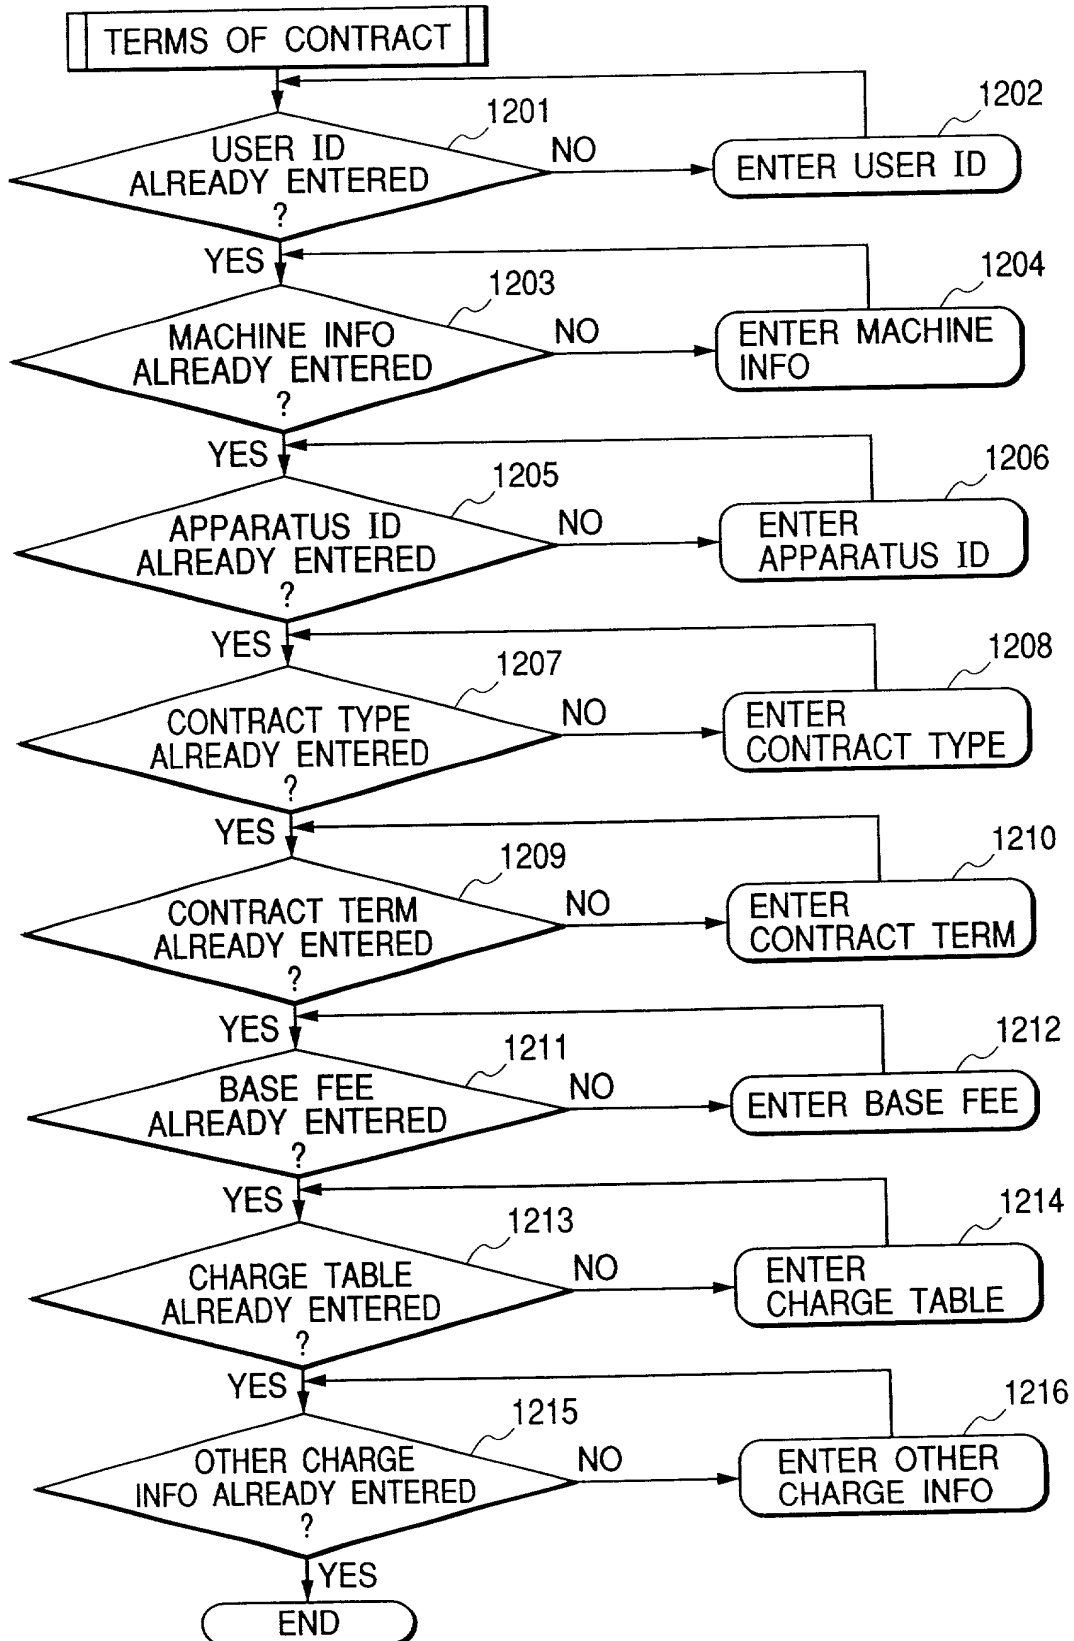 TERMS OF CONTRACT
1201
1202
USER ID
ALREADY ENTERED
?
NO
ENTER USER ID
YES
1203
1204
MACHINE INFO
ALREADY ENTERED
?
NO
ENTER MACHINE
INFO
YES
1205
1206
APPARATUS ID
ALREADY ENTERED
?
NO
ENTER
APPARATUS ID
YES
1207
1208
CONTRACT TYPE
ALREADY ENTERED
?
NO
ENTER
CONTRACT TYPE
YES
1209
1210
CONTRACT TERM
ALREADY ENTERED
?
NO
ENTER
CONTRACT TERM
YES
1211
1212
BASE FEE
ALREADY ENTERED
?
NO
ENTER BASE FEE
YES
1213
1214
CHARGE TABLE
ALREADY ENTERED
?
NO
ENTER
CHARGE TABLE
YES
1215
1216
OTHER CHARGE
INFO ALREADY ENTERED
?
NO
ENTER OTHER
CHARGE INFO
YES
END